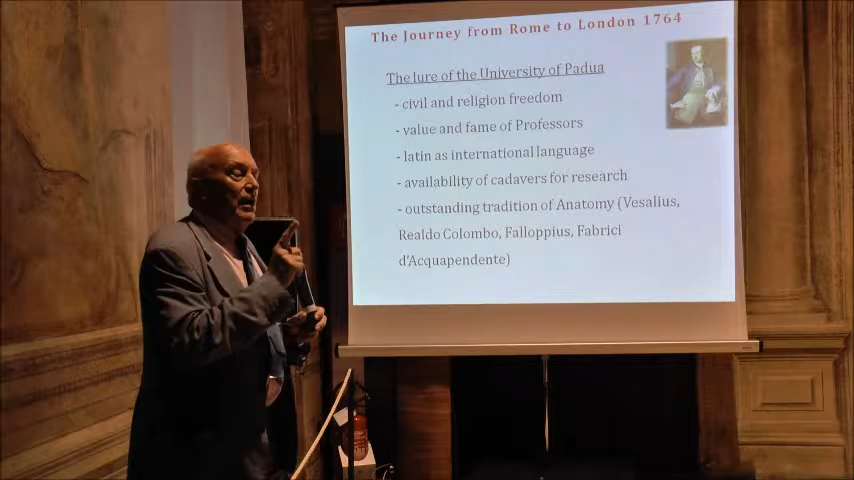 The Journey from Rome to London 1764
The lure of the University of Padua
- civil and religion freedom
- value and fame of Professors
- latin as international language
- availability of cadavers for research
- outstanding tradition of Anatomy (Vesalius,
Realdo Colombo, Falloppius, Fabrici
d'Acquapendente)